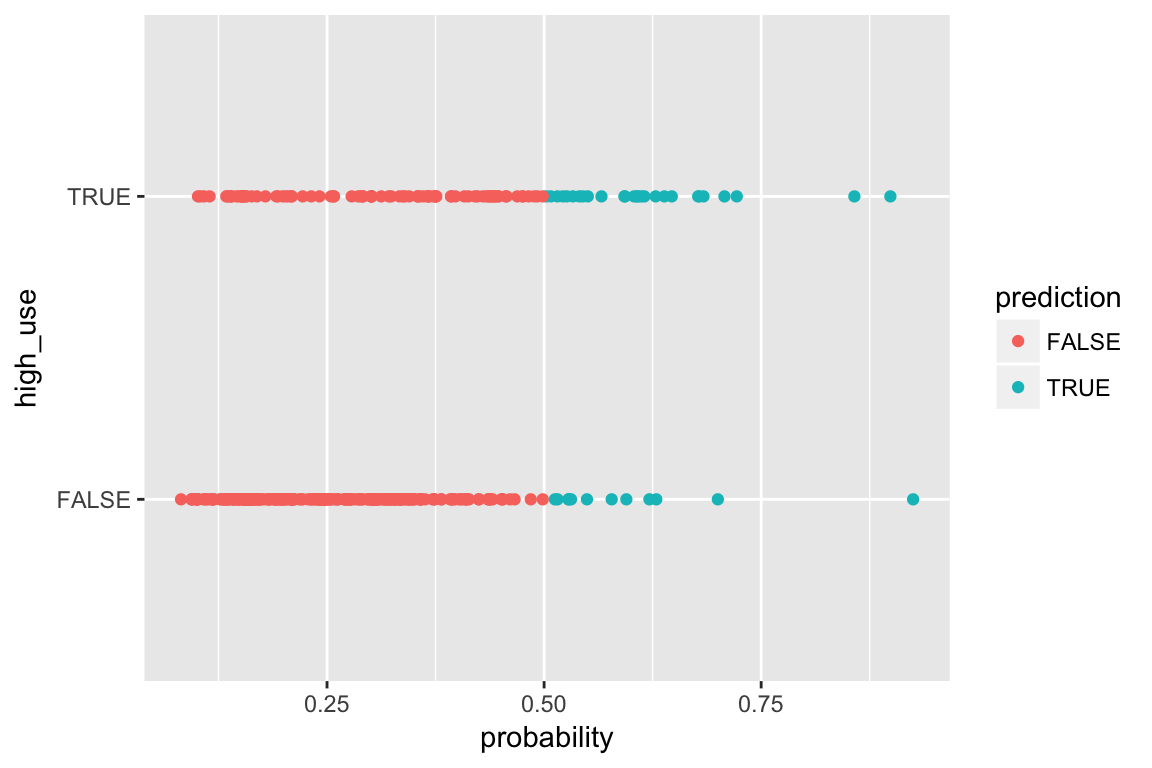 high_use
TRUE
FALSE
0.25 0.50 0.75
probability
prediction
FALSE
TRUE